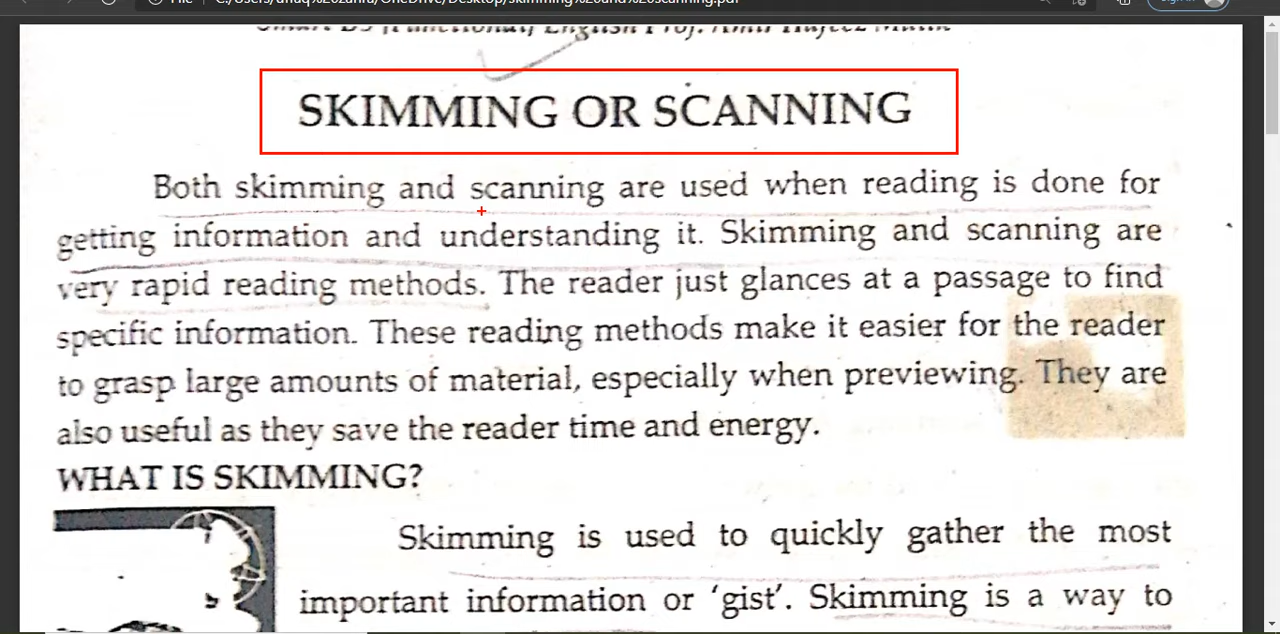 File
SKIMMING OR SCANNING
Both skimming and scanning are used when reading is done for
getting information and understanding it. Skimming and scanning are
very rapid reading methods. The reader just glances at a passage to find
specific information. These reading methods make it easier for the reader
to grasp large amounts of material, especially when previewing. They are
also useful as they save the reader time and energy.
WHAT IS SKIMMING?
Skimming is used to quickly gather the most
important information or 'gist'. Skimming is a way to